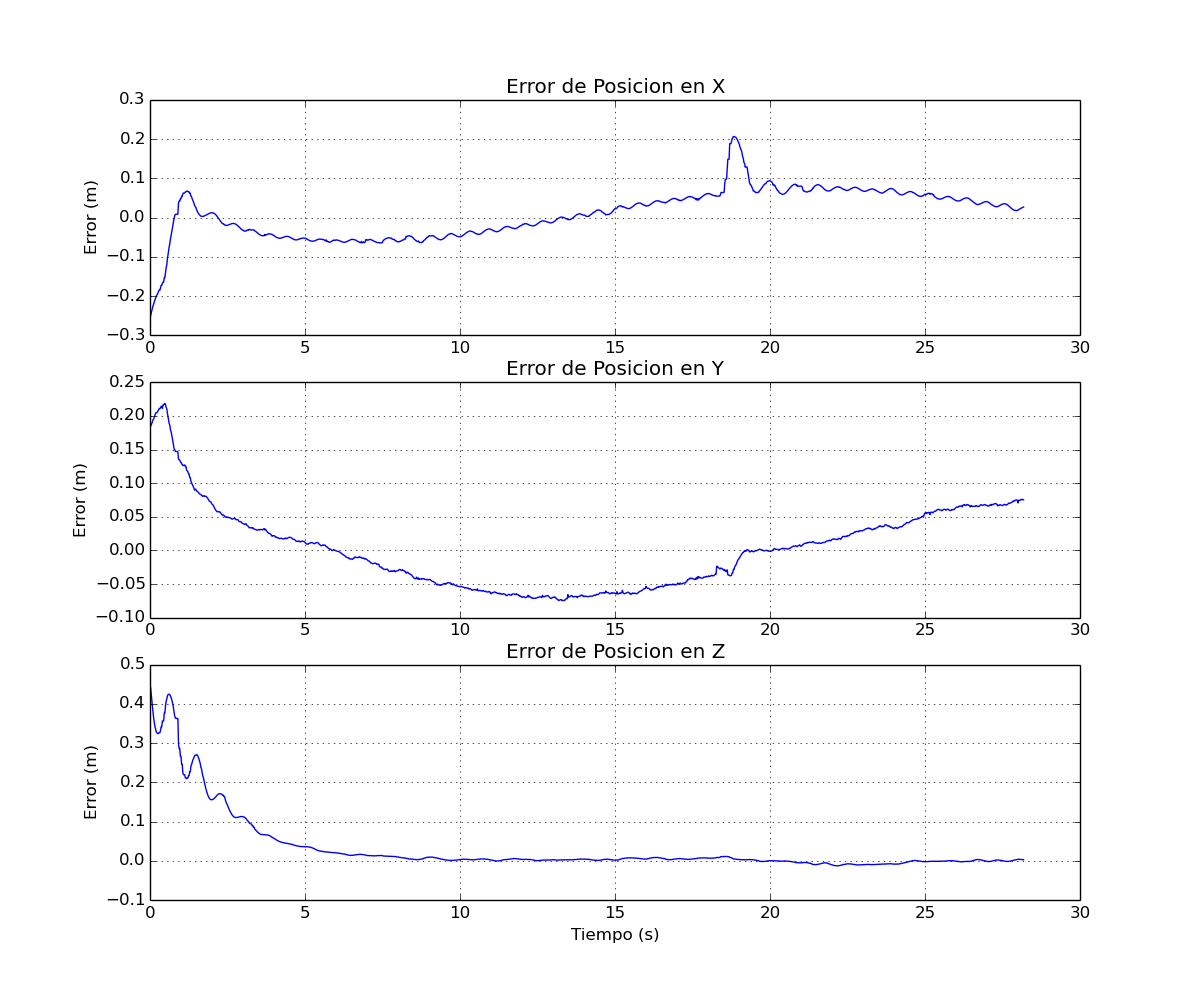 Error de Posicion en X
0.3
0.2
0.1
0.0
−0.1
−0.2
−0.3
Error (m)
0 5 10 15 20 25 30
Error de Posicion en Y
0.25
0.20
0.15
0.10
0.05
0.00
−0.05
−0.10
Error (m)
0 5 10 15 20 25 30
Error de Posicion en Z
0.5
0.4
0.3
0.2
0.1
0.0
−0.1
Error (m)
0 5 10 15 20 25 30
Tiempo (s)